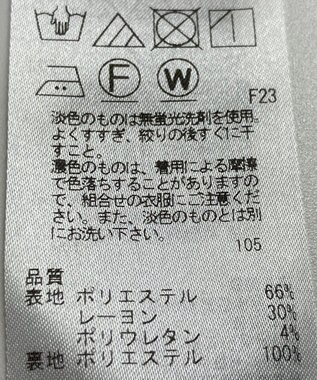 F W
F23
淡色のものは無蛍光洗剤を使用。
よくすすぎ、絞りの後すぐに干
すこと。
濃色のものは、着用による摩擦
で色落ちすることがありますの
で、組合せの衣服にご注意くだ
さい。また、淡色のものとは別
にお洗い下さい。
105
品質
表地 ポリエステル 66%
レーヨン 30%
ポリウレタン 4%
裏地 ポリエステル 100%